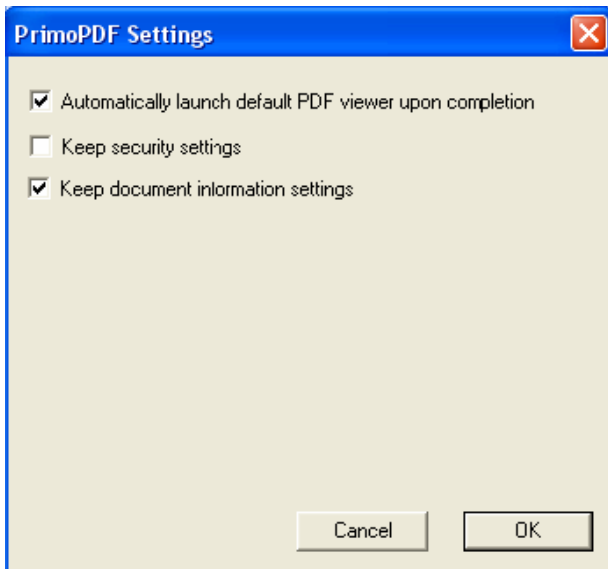 PrimoPDF Settings
Automatically launch default PDF viewer upon completion
Keep security settings
Keep document information settings
Cancel
OK